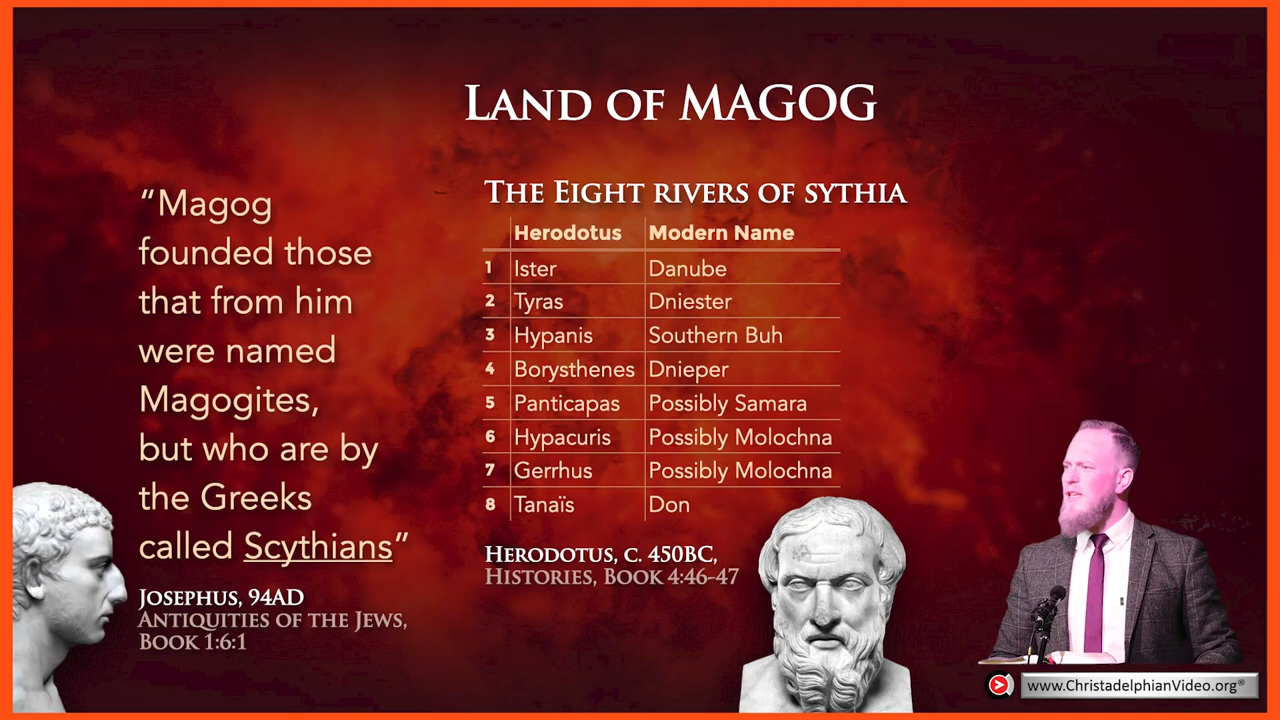 LAND OF MAGOG
“Magog
founded those
that from him
were named
Magogites,
but who are by
the Greeks
called Scythians”
JOSEPHUS, 94AD
ANTIQUITIES OF THE JEWS,
BOOK 1:6:1
THE EIGHT RIVERS OF SYTHIA
Herodotus Modern Name
1 Ister Danube
2 Tyras Dniester
3 Hypanis Southern Buh
4 Borysthenes Dnieper
5 Panticapas Possibly Samara
6 Hypacuris Possibly Molochna
7 Gerrhus Possibly Molochna
8 Tanaïs Don
HERODOTUS, C. 450BC,
HISTORIES, BOOK 4:46-47
www.ChristadelphianVideo.org®